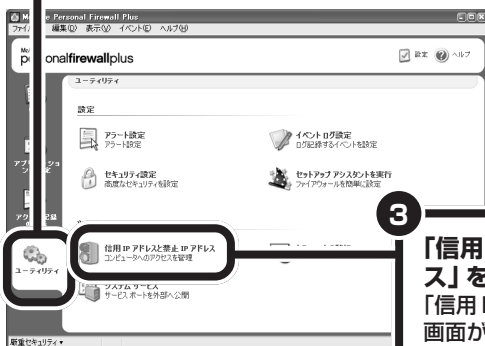 Personal Firewall Plus
編集(D) 表示(V) イベント(E) ヘルプ(H)
onalfirewallplus
設定
ヘルプ
ユーティリティ
設定
アラート設定
アラート設定
イベント ログ設定
ログ記録するイベントを設定
セキュリティ設定
高度なセキュリティを設定
セットアップ アシスタントを実行
ファイアウォールを簡単に設定
信用 IP アドレスと禁止 IP アドレス
コンピュータへのアクセスを管理
システム サービス
サービス ポートを外部へ公開
ユーティリティ
厳重セキュリティ
3
「信用
ス」を
「信用 I
画面が